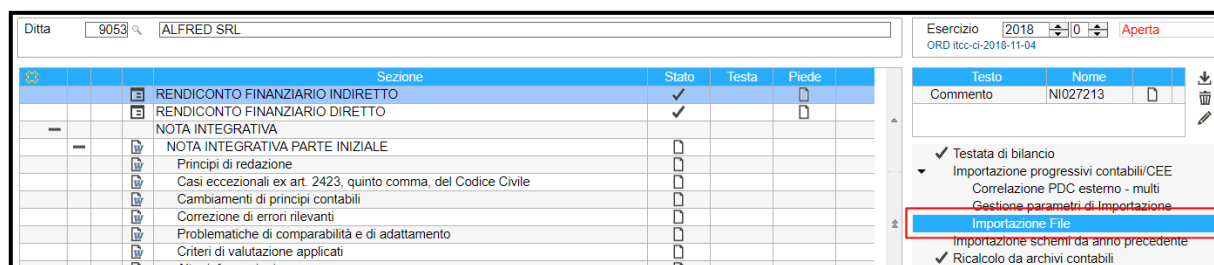 Ditta 9053 ALFRED SRL
Esercizio 2018 0 Aperta
ORD itcc-ci-2018-11-04
Sezione Stato Testa Piede
RENDICONTO FINANZIARIO INDIRETTO
RENDICONTO FINANZIARIO DIRETTO
NOTA INTEGRATIVA
NOTA INTEGRATIVA PARTE INIZIALE
Principi di redazione
Casi eccezionali ex art. 2423, quinto comma, del Codice Civile
Cambiamenti di principi contabili
Correzione di errori rilevanti
Problematiche di comparabilità e di adattamento
Criteri di valutazione applicati
Testo Nome
Commento NI027213
Testata di bilancio
Importazione progressivi contabili/CEE
Correlazione PDC esterno - multi
Gestione parametri di Importazione
Importazione File
Importazione schemi da anno precedente
Ricalcolo da archivi contabili